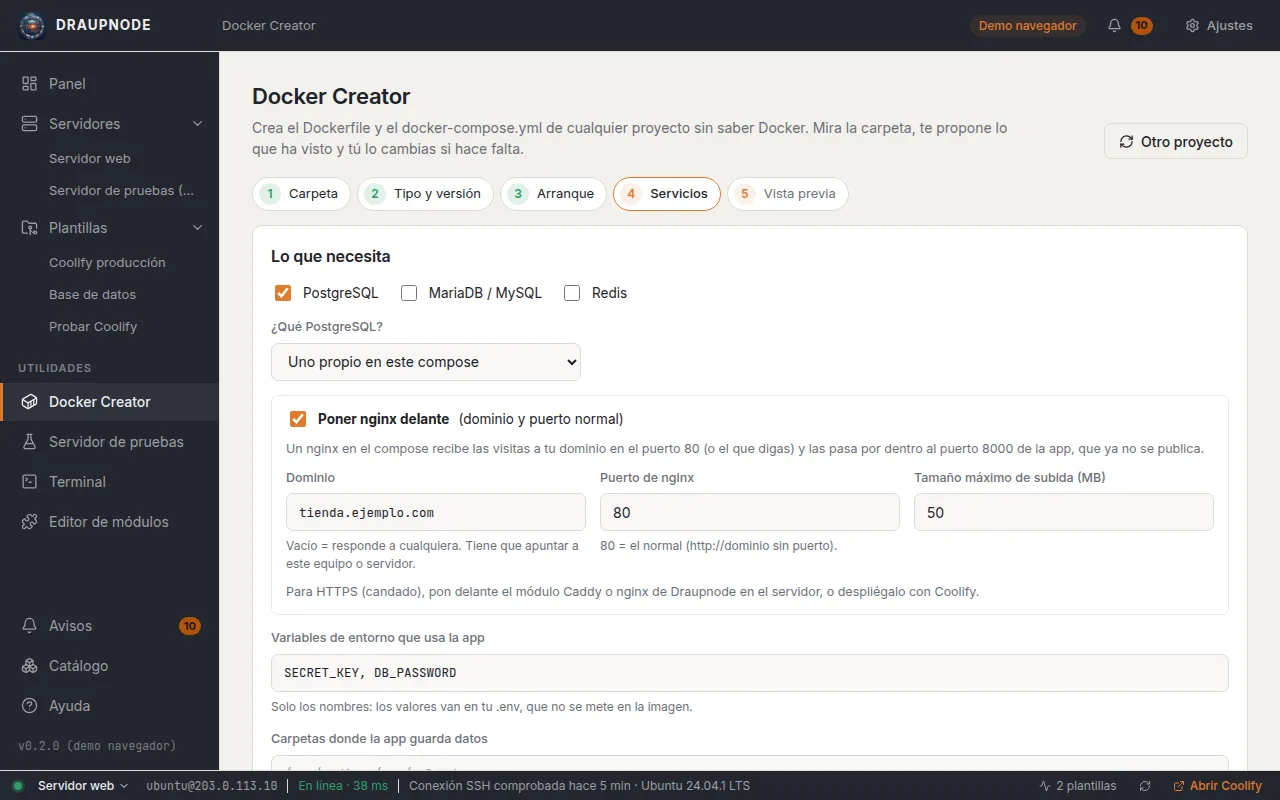 DRAUPNODE
Docker Creator
Demo navegador
10
Ajustes
Panel
Servidores
Servidor web
Servidor de pruebas (...
Plantillas
Coolify producción
Base de datos
Probar Coolify
UTILIDADES
Docker Creator
Servidor de pruebas
Terminal
Editor de módulos
Avisos
10
Catálogo
Ayuda
v0.2.0 (demo navegador)
Docker Creator
Crea el Dockerfile y el docker-compose.yml de cualquier proyecto sin saber Docker. Mira la carpeta, te propone lo
que ha visto y tú lo cambias si hace falta.
Otro proyecto
1 Carpeta
2 Tipo y versión
3 Arranque
4 Servicios
5 Vista previa
Lo que necesita
PostgreSQL
MariaDB / MySQL
Redis
¿Qué PostgreSQL?
Uno propio en este compose
Poner nginx delante (dominio y puerto normal)
Un nginx en el compose recibe las visitas a tu dominio en el puerto 80 (o el que digas) y las pasa por dentro al puerto 8000 de la app, que ya no se publica.
Dominio
tienda.ejemplo.com
Vacío = responde a cualquiera. Tiene que apuntar a
este equipo o servidor.
Puerto de nginx
80
80 = el normal (http://dominio sin puerto).
Tamaño máximo de subida (MB)
50
Para HTTPS (candado), pon delante el módulo Caddy o nginx de Draupnode en el servidor, o despliégalo con Coolify.
Variables de entorno que usa la app
SECRET_KEY, DB_PASSWORD
Solo los nombres: los valores van en tu .env, que no se mete en la imagen.
Carpetas donde la app guarda datos
Servidor web
ubuntu@203.0.113.10
En línea · 38 ms
Conexión SSH comprobada hace 5 min · Ubuntu 24.04.1 LTS
2 plantillas
Abrir Coolify